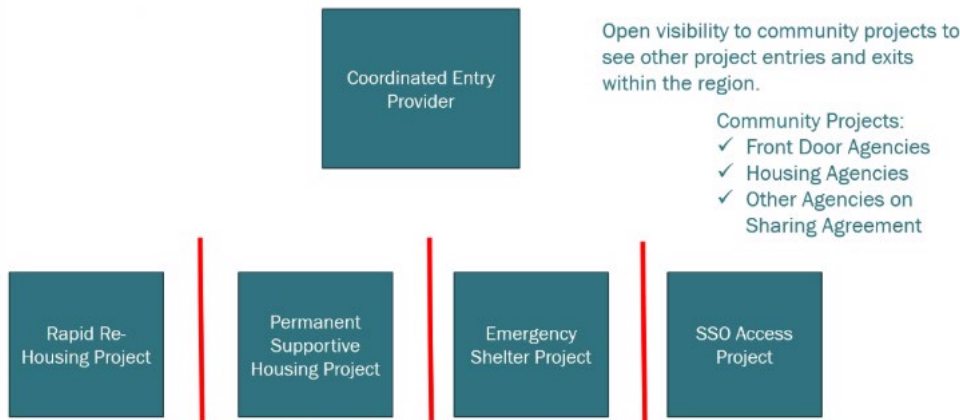 Coordinated Entry
Provider
Open visibility to community projects to
see other project entries and exits
within the region.
Community Projects:
✓ Front Door Agencies
✓ Housing Agencies
✓ Other Agencies on
Sharing Agreement
Rapid Re-
Housing Project
Permanent
Supportive
Housing Project
Emergency
Shelter Project
SSO Access
Project